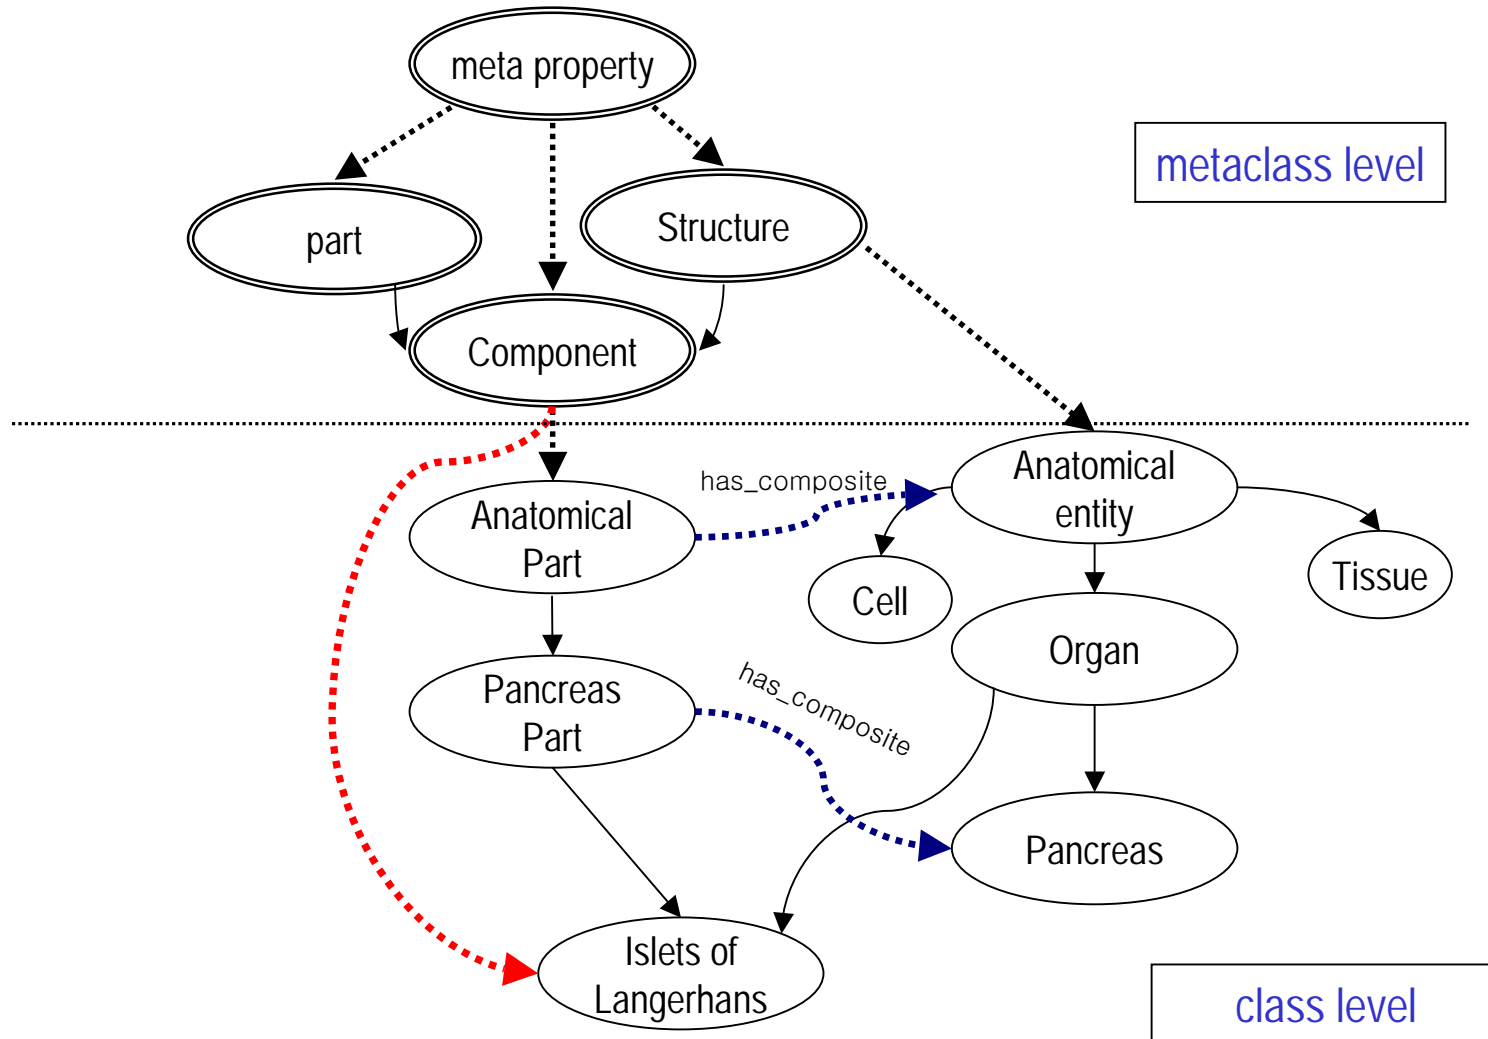 meta property
metaclass level
part
Structure
Component
has_composite
Anatomical
entity
Anatomical
Part
Cell
Tissue
Organ
Pancreas
Part
has_composite
Pancreas
Islets of
Langerhans
class level